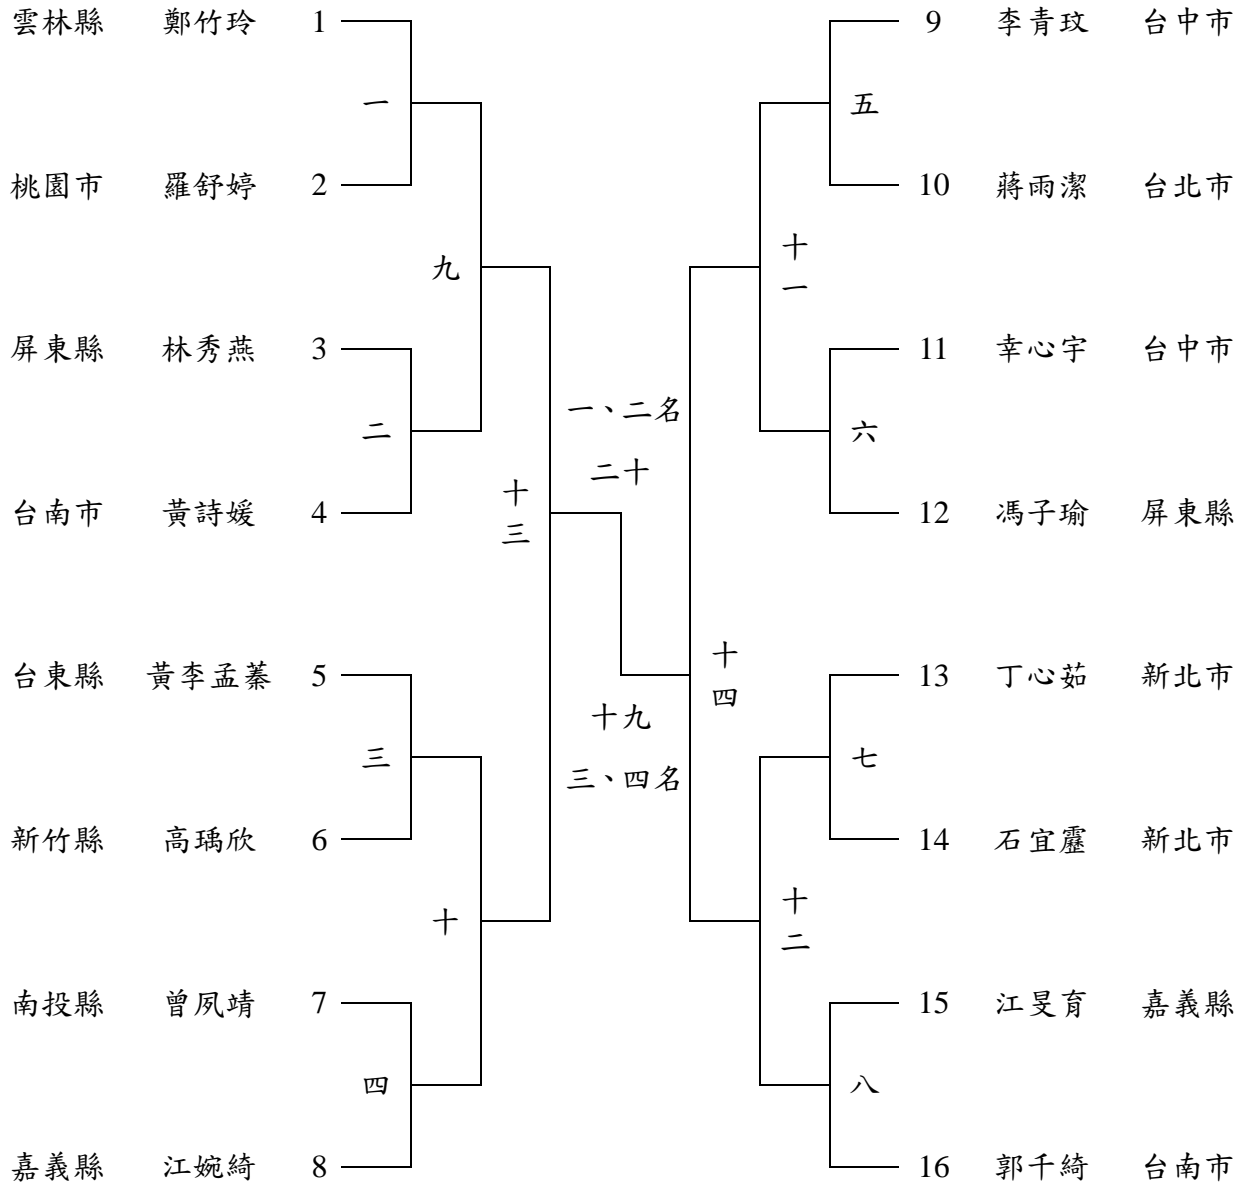 雲林縣 鄭竹玲 1
9 李青玟 台中市
一
五
桃園市 羅舒婷 2
10 蔣雨潔 台北市
九
十一
屏東縣 林秀燕 3
11 幸心宇 台中市
一、二名
二
六
二十
台南市 黃詩媛 4
12 馮子瑜 屏東縣
十三
十四
台東縣 黃李孟蓁 5
13 丁心茹 新北市
十九
三
七
三、四名
新竹縣 高瑀欣 6
14 石宜靋 新北市
十
十二
南投縣 曾夙靖 7
15 江旻育 嘉義縣
四
八
嘉義縣 江婉綺 8
16 郭千綺 台南市